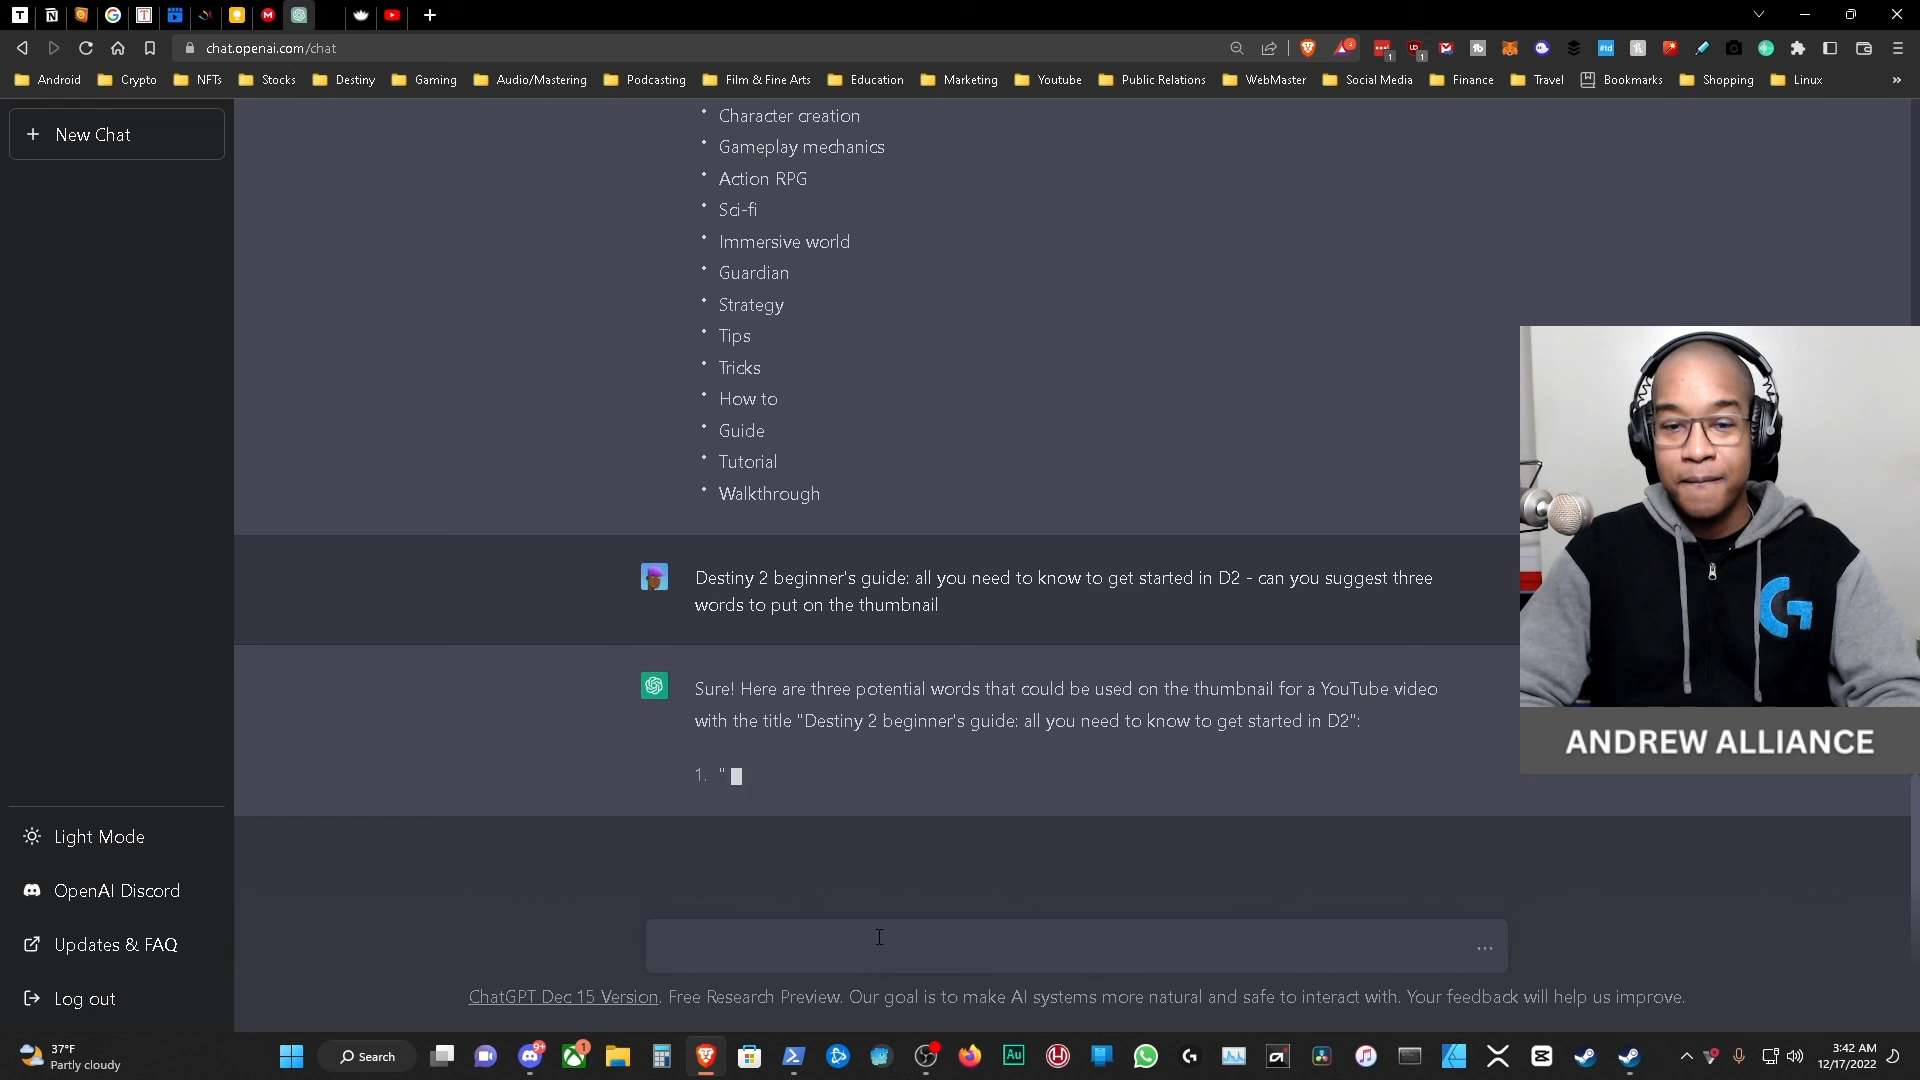 chat.openai.com/chat
Android Crypto NFTs Stocks Destiny Gaming Audio/Mastering Podcasting Film & Fine Arts Education Marketing Youtube Public Relations WebMaster Social Media Finance Travel Bookmarks Shopping Linux »
+ New Chat
• Character creation
• Gameplay mechanics
• Action RPG
• Sci-fi
• Immersive world
• Guardian
• Strategy
• Tips
• Tricks
• How to
• Guide
• Tutorial
• Walkthrough
Destiny 2 beginner's guide: all you need to know to get started in D2 - can you suggest three
words to put on the thumbnail
Sure! Here are three potential words that could be used on the thumbnail for a YouTube video
with the title "Destiny 2 beginner's guide: all you need to know to get started in D2":
1. "
ANDREW ALLIANCE
Light Mode
OpenAI Discord
Updates & FAQ
Log out
...
ChatGPT Dec 15 Version. Free Research Preview. Our goal is to make AI systems more natural and safe to interact with. Your feedback will help us improve.
37°F
Partly cloudy
Search
9+
1
Au
3:42 AM
12/17/2022